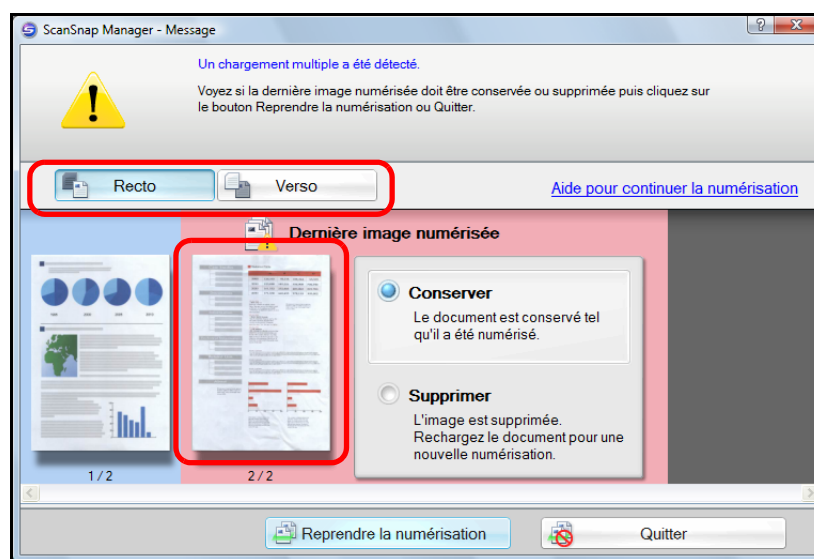 ScanSnap Manager - Message
Un chargement multiple a été détecté.
Voyez si la dernière image numérisée doit être conservée ou supprimée puis cliquez sur
le bouton Reprendre la numérisation ou Quitter.
Recto
Verso
Aide pour continuer la numérisation
Dernière image numérisée
Conserver
Le document est conservé tel
qu'il a été numérisé.
Supprimer
L'image est supprimée.
Rechargez le document pour une
nouvelle numérisation.
1/2
2/2
Reprendre la numérisation
Quitter